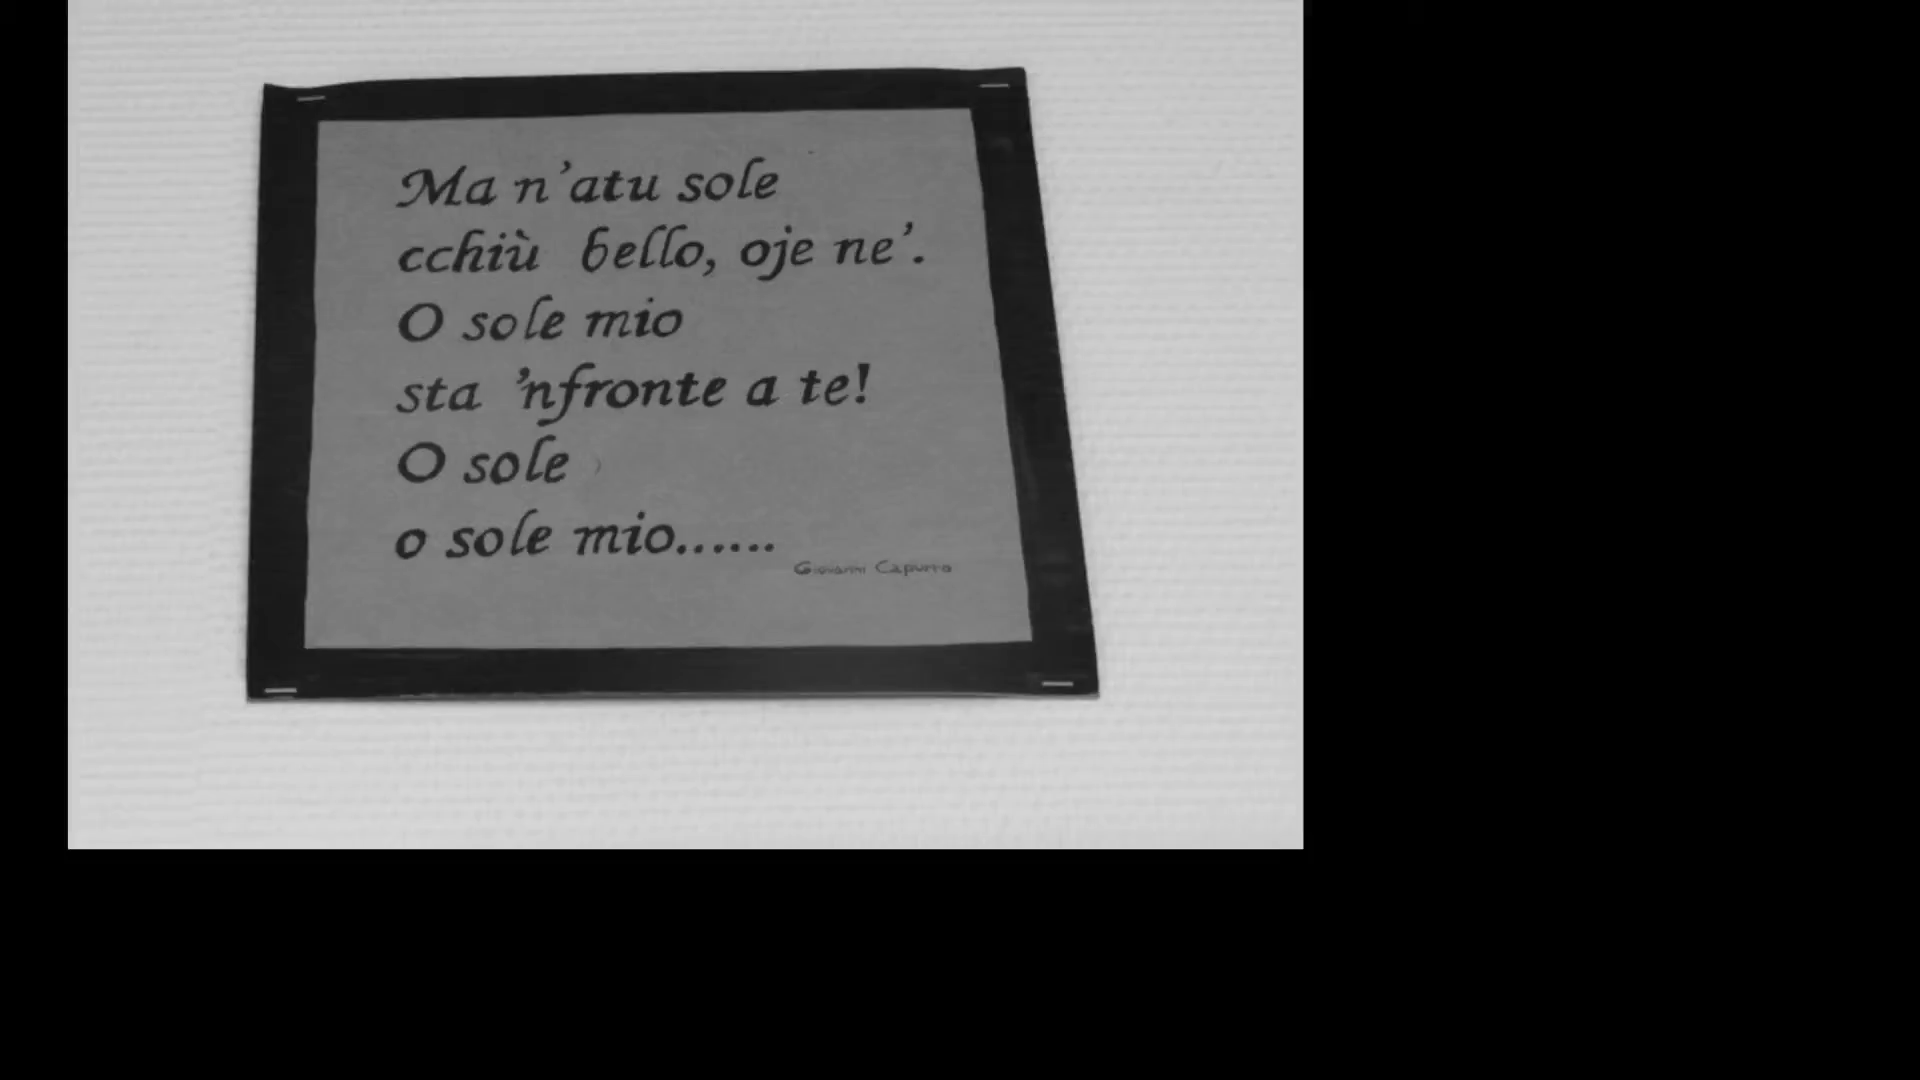 Ma n'atu sole
cchiù bello, oje ne'.
O sole mio
sta 'nfronte a te!
O sole
o sole mio......
Giovanni Capurro